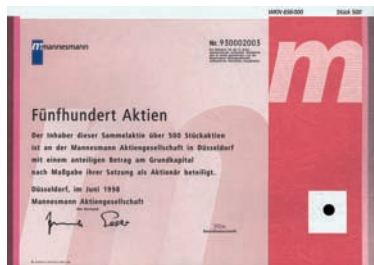 WKN 656000 Stück 500
mannesmann
Nr. 930002003
Fünfhundert Aktien
Der Inhaber dieser Sammelaktie über 500 Stückaktien
ist an der Mannesmann Aktiengesellschaft in Düsseldorf
mit einem anteiligen Betrag am Grundkapital
nach Maßgabe ihrer Satzung als Aktionär beteiligt.
Düsseldorf, im Juni 1998
Mannesmann Aktiengesellschaft
Der Vorstand
m